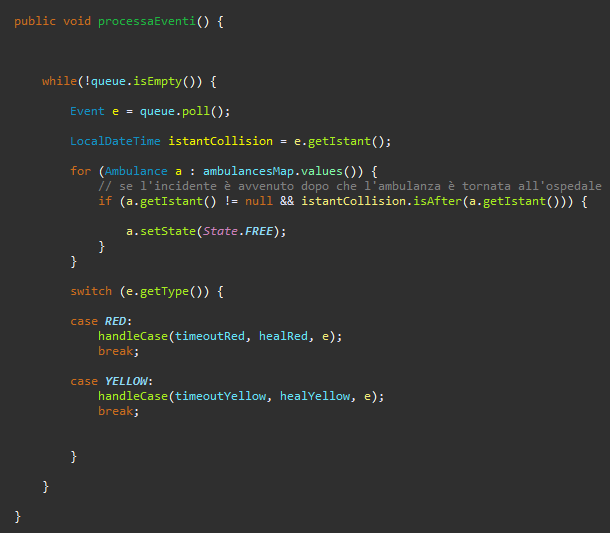 public void processaEventi() {
while(!queue.isEmpty()) {
Event e = queue.poll();
LocalDateTime istantCollision = e.getIstant();
for (Ambulance a : ambulancesMap.values()) {
// se l'incidente è avvenuto dopo che l'ambulanza è tornata all'ospedale
if (a.getIstant() != null && istantCollision.isAfter(a.getIstant())) {
a.setState(State.FREE);
}
}
switch (e.getType()) {
case RED:
handleCase(timeoutRed, healRed, e);
break;
case YELLOW:
handleCase(timeoutYellow, healYellow, e);
break;
}
}
}